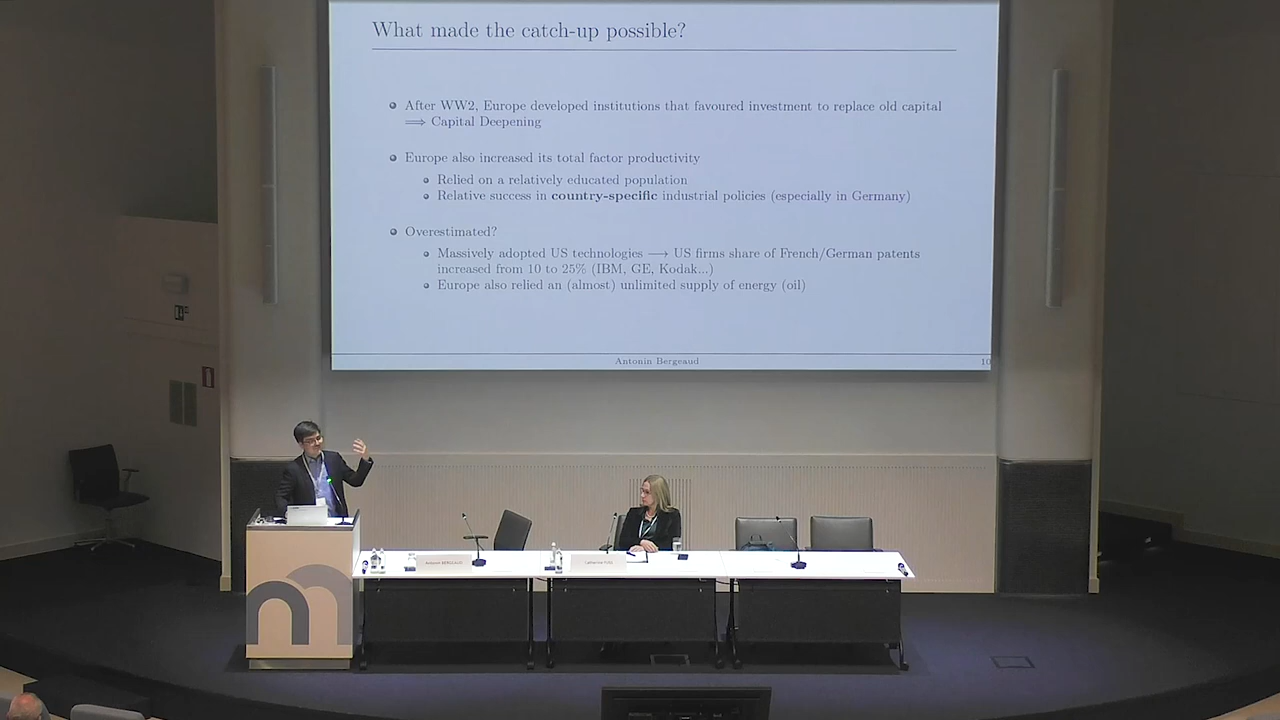 What made the catch-up possible?
After WW2, Europe developed institutions that favoured investment to replace old capital
⟹ Capital Deepening
Europe also increased its total factor productivity
Relied on a relatively educated population
Relative success in country-specific industrial policies (especially in Germany)
Overestimated?
Massively adopted US technologies ⟶ US firms share of French/German patents
increased from 10 to 25% (IBM, GE, Kodak...)
Europe also relied an (almost) unlimited supply of energy (oil)
Antonin Bergeaud
10
Antonin BERGEAUD